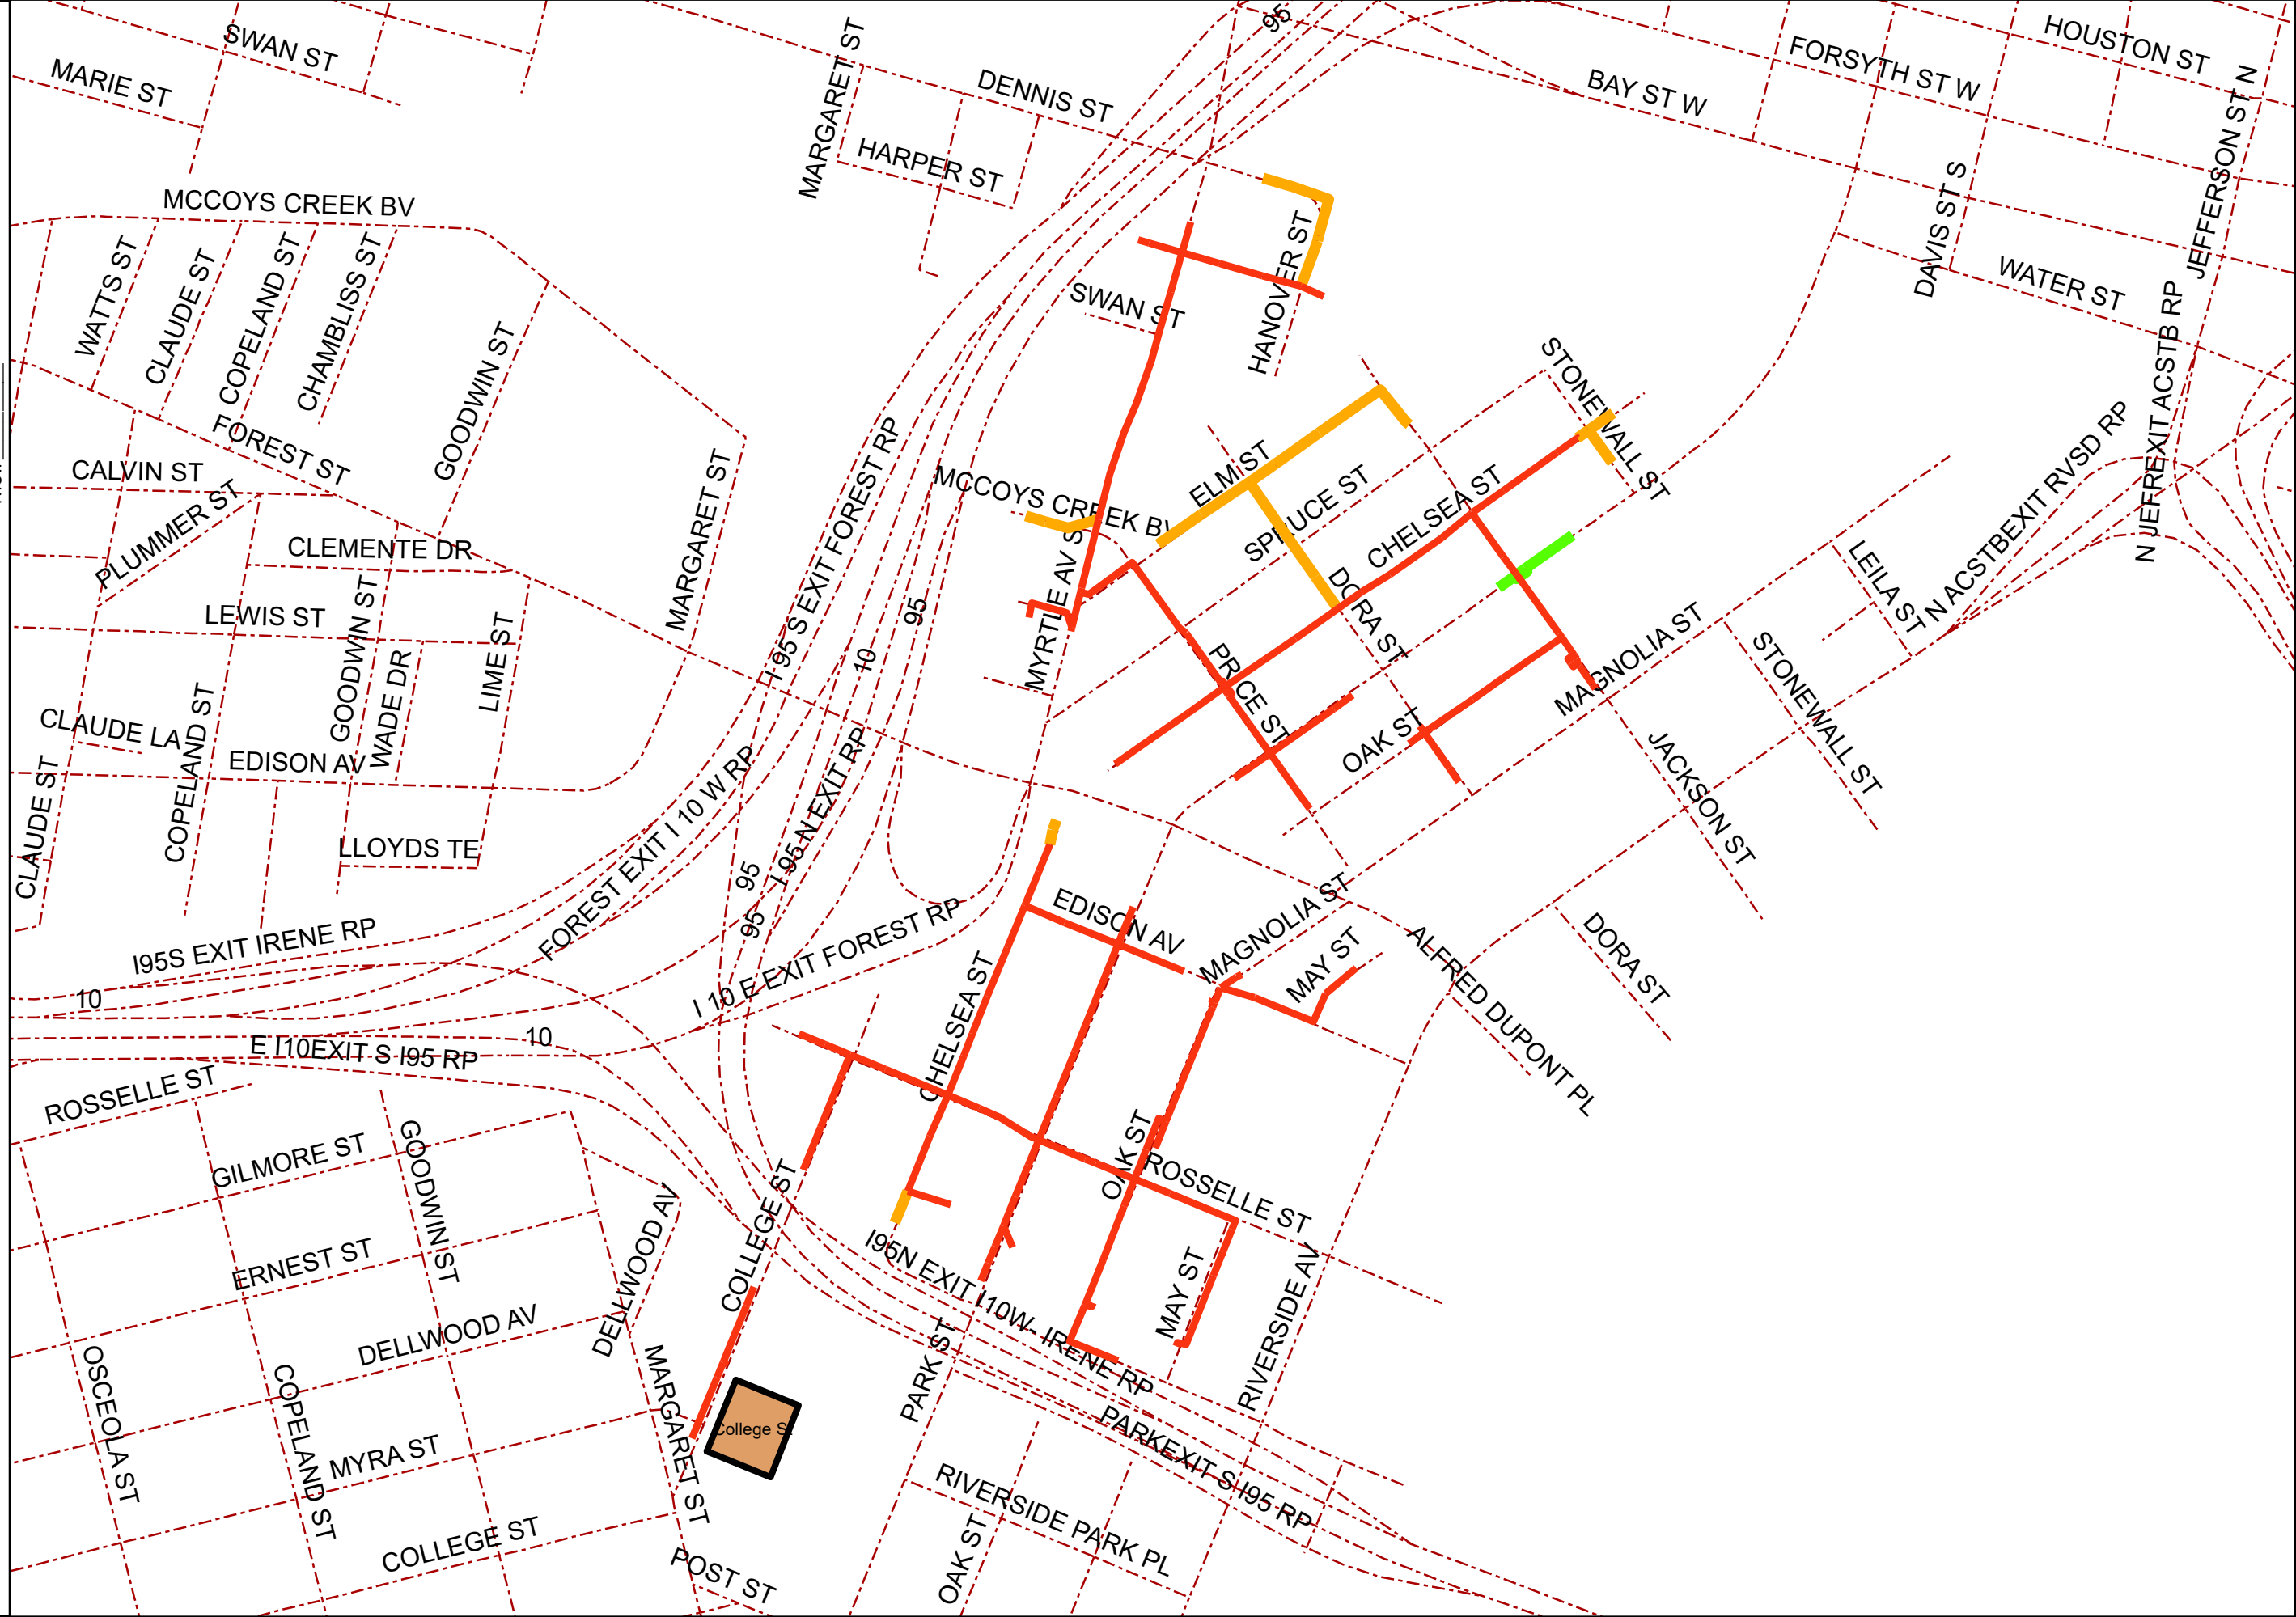 SWAN ST
MARIE ST
MARGARET ST
DENNIS ST
HARPER ST
95
BAY ST W
FORSYTH ST W
HOUSTON ST
JEFFERSON ST N
MCCOYS CREEK BV
WATTS ST
CLAUDE ST
COPELAND ST
CHAMBLISS ST
GOODWIN ST
SWAN ST
HANOVER ST
DAVIS ST S
WATER ST
STONEWALL ST
N JEFREXIT ACSTB RP
N ACSTBEXIT RVSD RP
FOREST ST
CALVIN ST
PLUMMER ST
CLEMENTE DR
LEWIS ST
GOODWIN ST
WADE DR
LIME ST
MARGARET ST
I 95 S EXIT FOREST RP
MCCOYS CREEK BV
ELM ST
SPRUCE ST
CHELSEA ST
MYRTLE AV S
DORA ST
PRICE ST
OAK ST
MAGNOLIA ST
LEILA ST
STONEWALL ST
JACKSON ST
95
10
CLAUDE LA
CLAUDE ST
COPELAND ST
EDISON AV
LLOYDS TE
FOREST EXIT I 10 W RP
I 95 N EXIT RP
95
95
I95S EXIT IRENE RP
10
I 10 E EXIT FOREST RP
EDISON AV
MAGNOLIA ST
MAY ST
ALFRED DUPONT PL
DORA ST
CHELSEA ST
10
E I10EXIT S I95 RP
ROSSELLE ST
GILMORE ST
GOODWIN ST
ERNEST ST
DELLWOOD AV
DELLWOOD AV
COLLEGE ST
OAK ST
ROSSELLE ST
MAY ST
RIVERSIDE AV
I95N EXIT I10W- IRENE RP
PARK ST
OSCEOLA ST
COPELAND ST
MYRA ST
MARGARET ST
College S
PARKEXIT S I95 RP
RIVERSIDE PARK PL
OAK ST
COLLEGE ST
POST ST